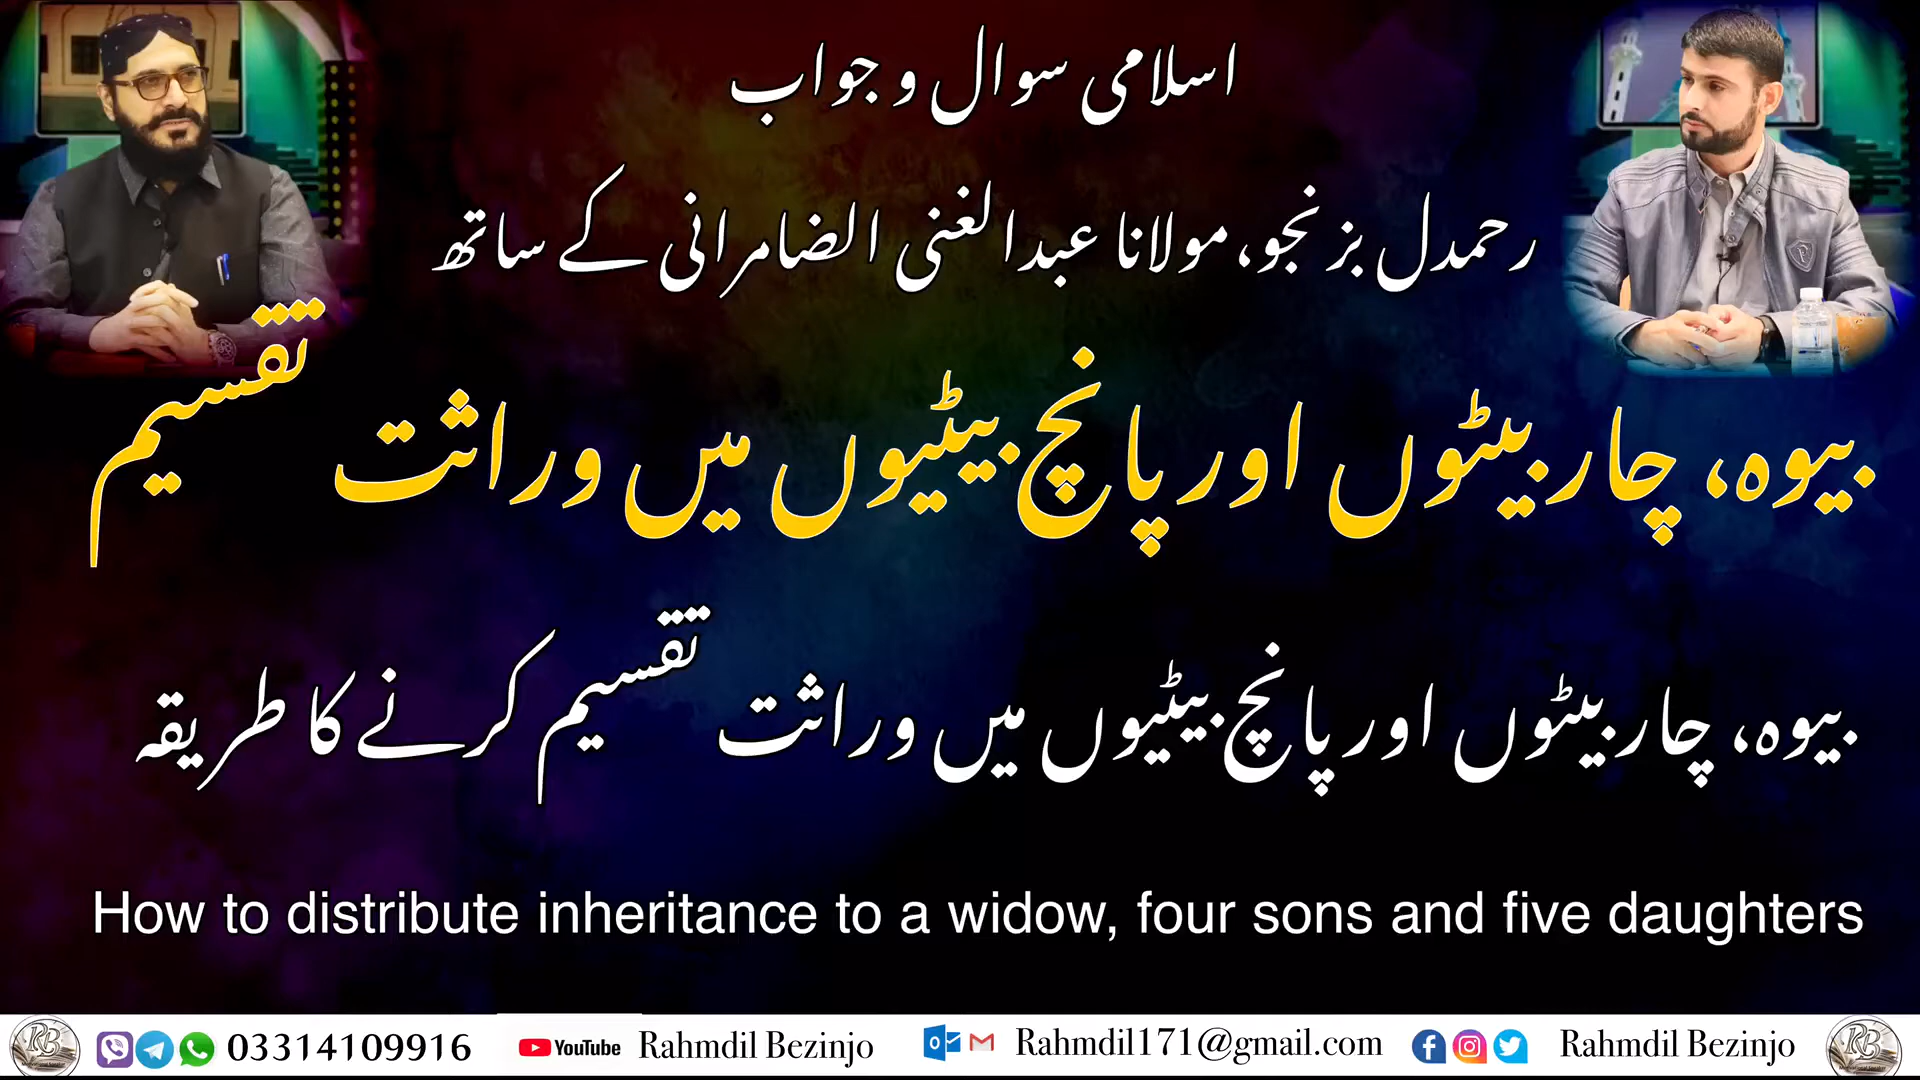 اسلامی سوال و جواب
رحمدل بزنجو، مولانا عبدالغنی الضامرانی کے ساتھ
بیوہ، چار بیٹوں اور پانچ بیٹیوں میں وراثت تقسیم
بیوہ، چار بیٹوں اور پانچ بیٹیوں میں وراثت تقسیم کرنے کا طریقہ
How to distribute inheritance to a widow, four sons and five daughters
03314109916 YouTube Rahmdil Bezinjo Rahmdil171@gmail.com Rahmdil Bezinjo